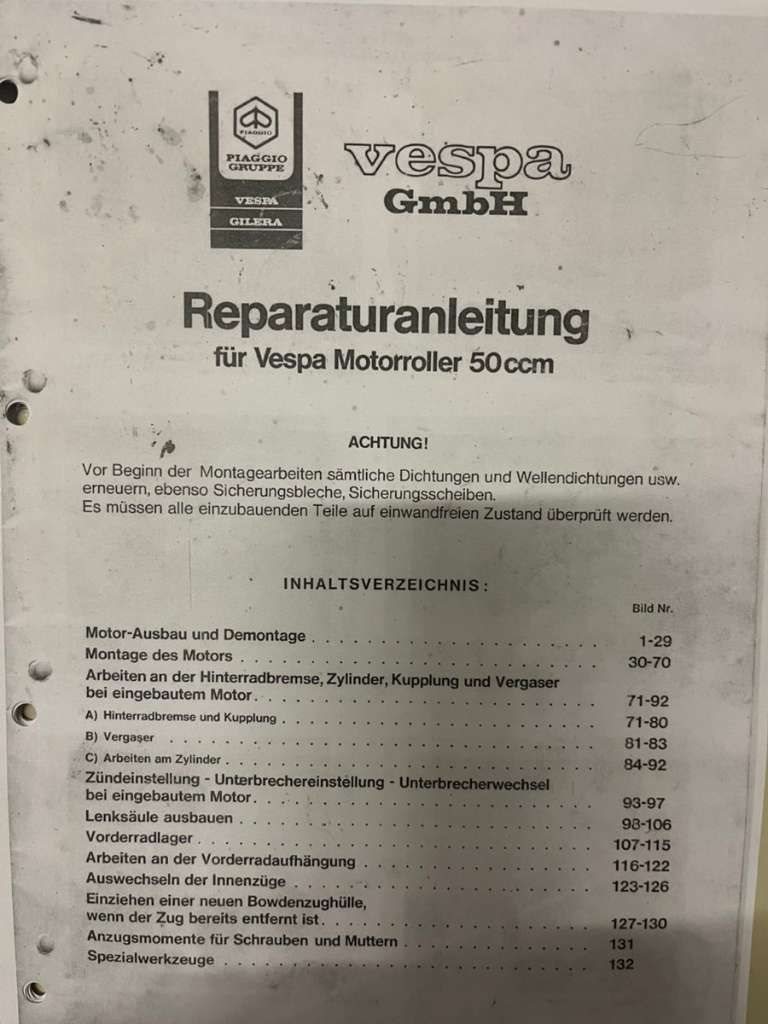 PIAGGIO
PIAGGIO
GRUPPE
VESPA
GILERA
vespa
GmbH
Reparaturanleitung
für Vespa Motorroller 50 ccm
ACHTUNG!
Vor Beginn der Montagearbeiten sämtliche Dichtungen und Wellendichtungen usw.
erneuern, ebenso Sicherungsbleche, Sicherungsscheiben.
Es müssen alle einzubauenden Teile auf einwandfreien Zustand überprüft werden.
INHALTSVERZEICHNIS:
Bild Nr.
Motor-Ausbau und Demontage . . . . . . . . . . . . . . . 1-29
Montage des Motors . . . . . . . . . . . . . . . . . . . 30-70
Arbeiten an der Hinterradbremse, Zylinder, Kupplung und Vergaser
bei eingebautem Motor . . . . . . . . . . . . . . . . . . 71-92
A) Hinterradbremse und Kupplung . . . . . . . . . . . . . . . . 71-80
B) Vergaser . . . . . . . . . . . . . . . . . . . . . . . 81-83
C) Arbeiten am Zylinder . . . . . . . . . . . . . . . . . . . 84-92
Zündeinstellung - Unterbrechereinstellung - Unterbrecherwechsel
bei eingebautem Motor . . . . . . . . . . . . . . . . . . 93-97
Lenksäule ausbauen . . . . . . . . . . . . . . . . . . . 98-106
Vorderradlager . . . . . . . . . . . . . . . . . . . . . 107-115
Arbeiten an der Vorderradaufhängung . . . . . . . . . . . . 116-122
Auswechseln der Innenzüge . . . . . . . . . . . . . . . . 123-126
Einziehen einer neuen Bowdenzughülle,
wenn der Zug bereits entfernt ist . . . . . . . . . . . . . . 127-130
Anzugsmomente für Schrauben und Muttern . . . . . . . . . . 131
Spezialwerkzeuge . . . . . . . . . . . . . . . . . . . . 132